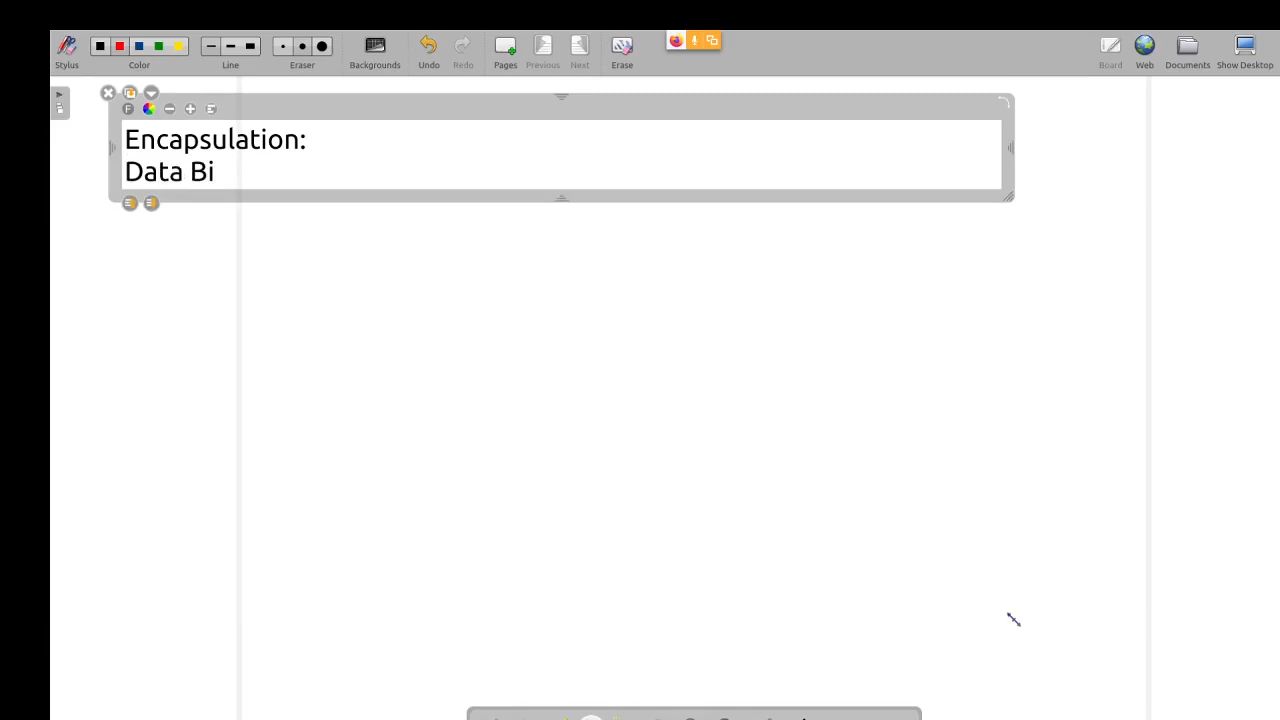 Stylus Color Line Eraser Backgrounds Undo Redo Pages Previous Next Erase Board Web Documents Show Desktop
Encapsulation:
Data Bi